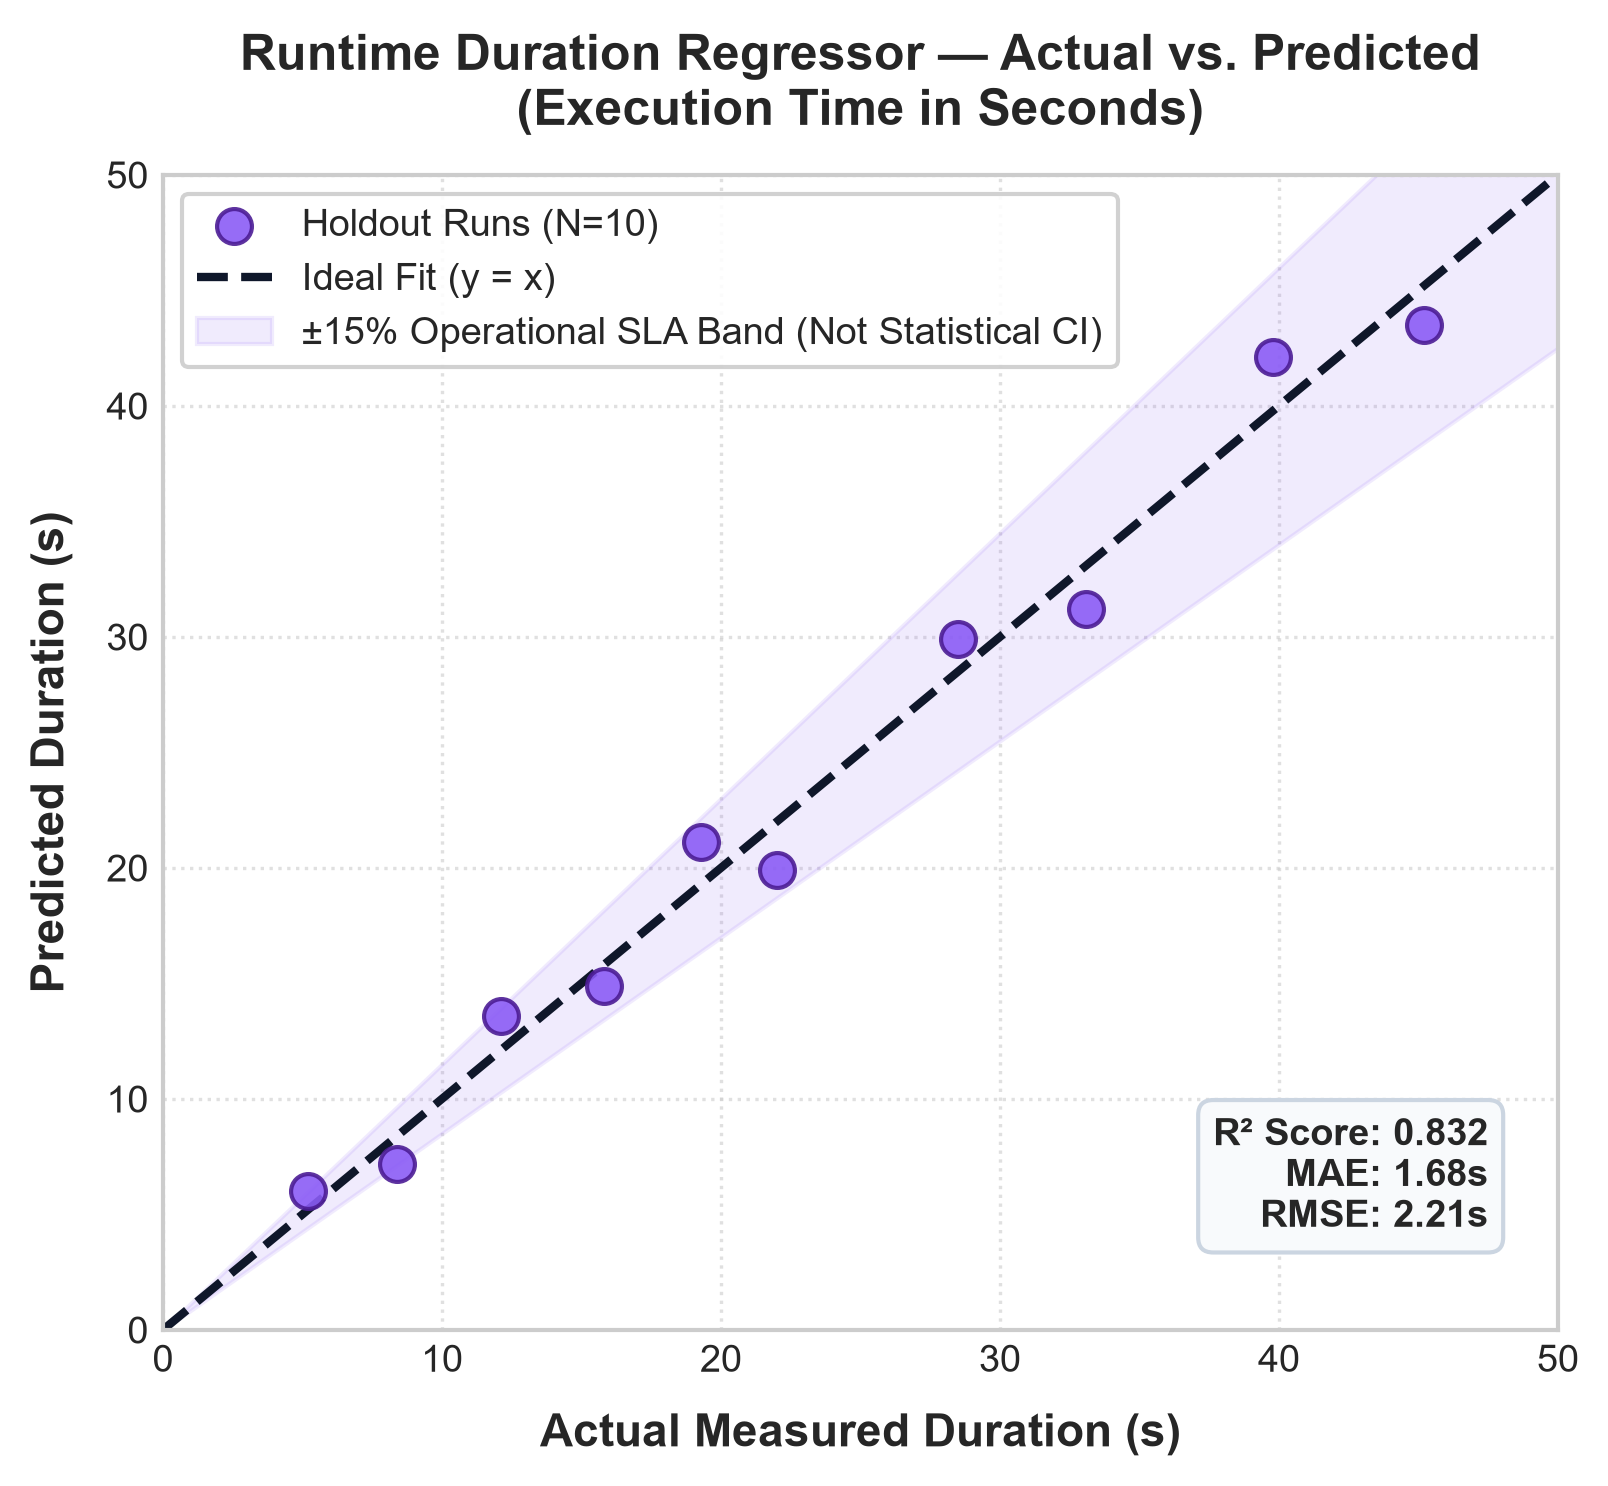 Runtime Duration Regressor — Actual vs. Predicted
(Execution Time in Seconds)
Holdout Runs (N=10)
Ideal Fit (y = x)
±15% Operational SLA Band (Not Statistical CI)
Predicted Duration (s)
50
40
30
20
10
0
R² Score: 0.832
MAE: 1.68s
RMSE: 2.21s
0 10 20 30 40 50
Actual Measured Duration (s)